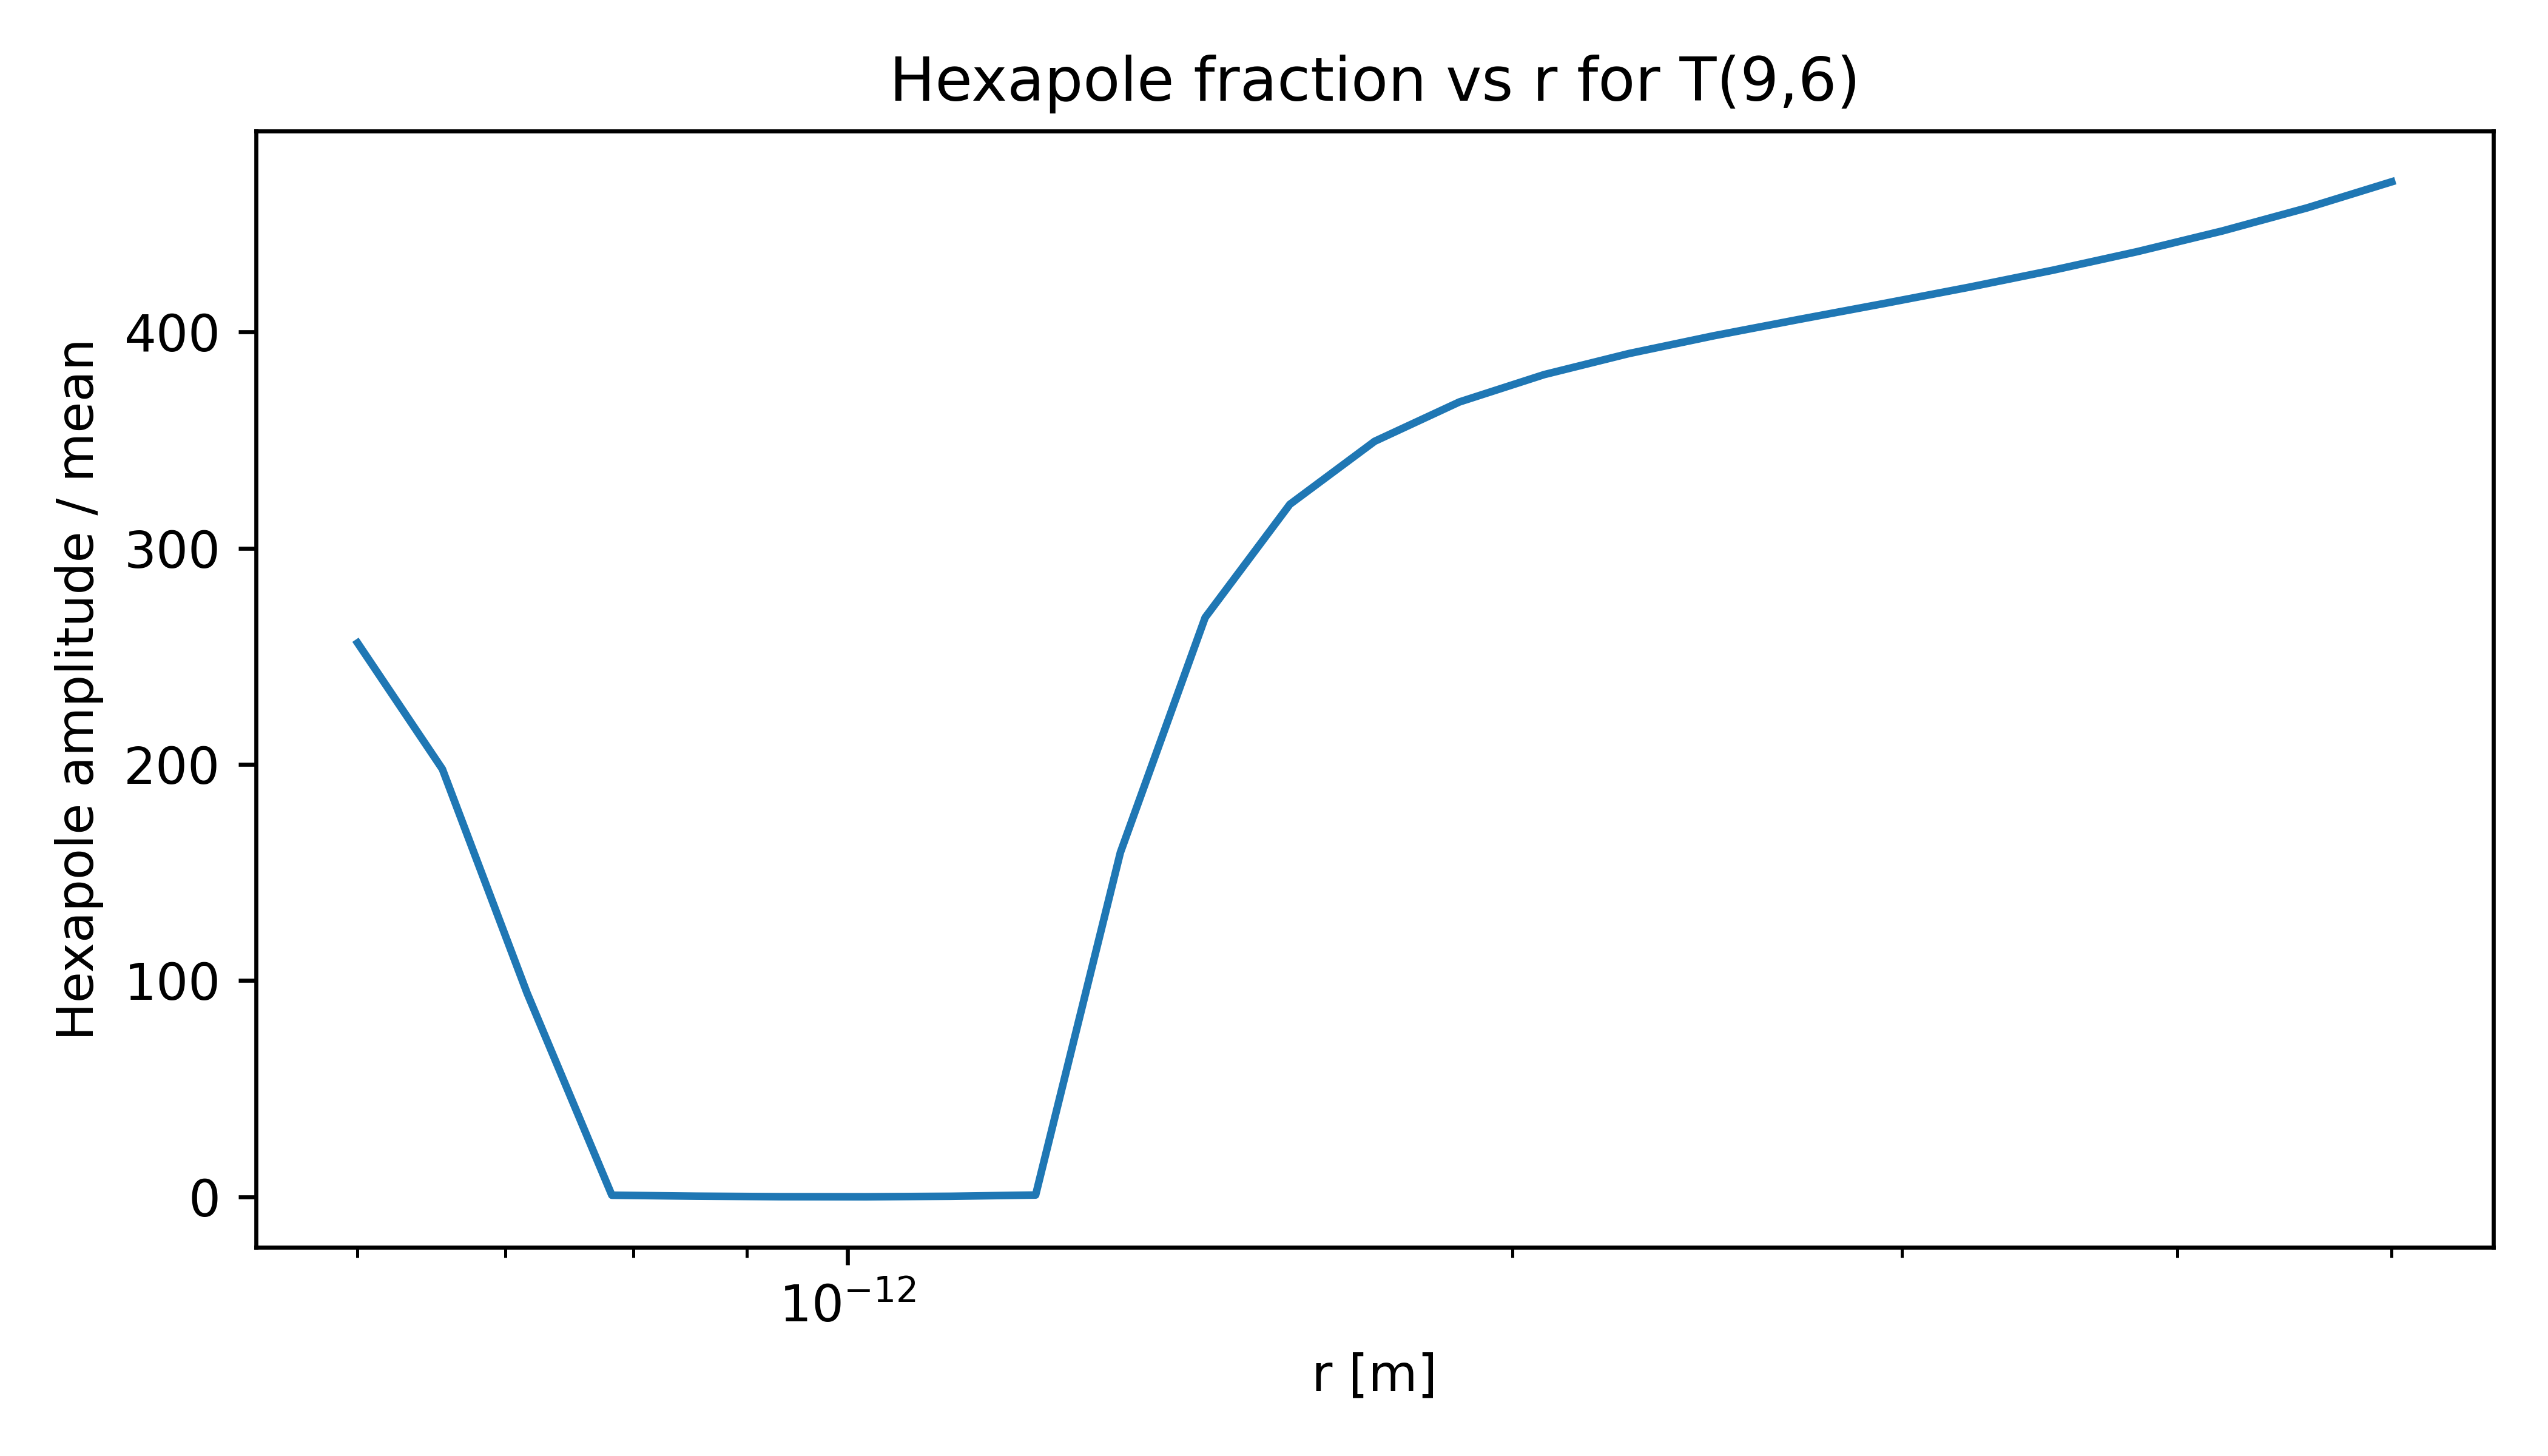 Hexapole fraction vs r for T(9,6)
Hexapole amplitude / mean
400
300
200
100
0
10⁻¹²
r [m]